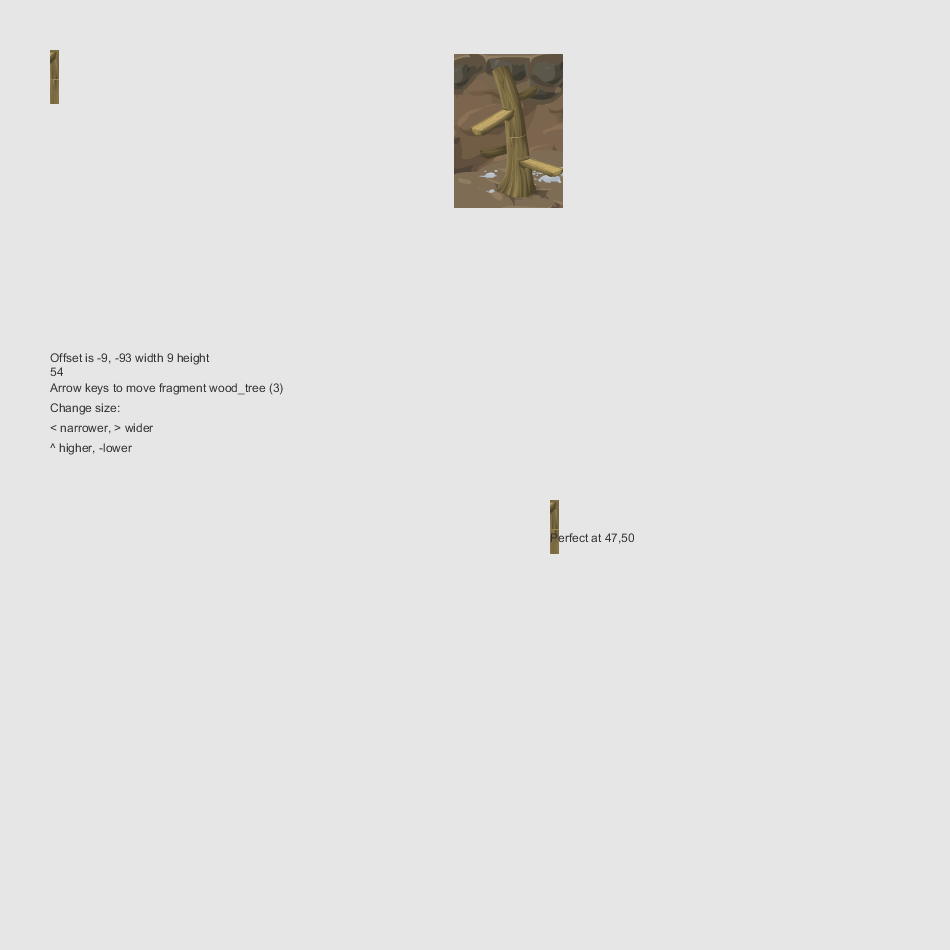 Offset is -9, -93 width 9 height
54
Arrow keys to move fragment wood_tree (3)
Change size:
< narrower, > wider
^ higher, -lower
Perfect at 47,50